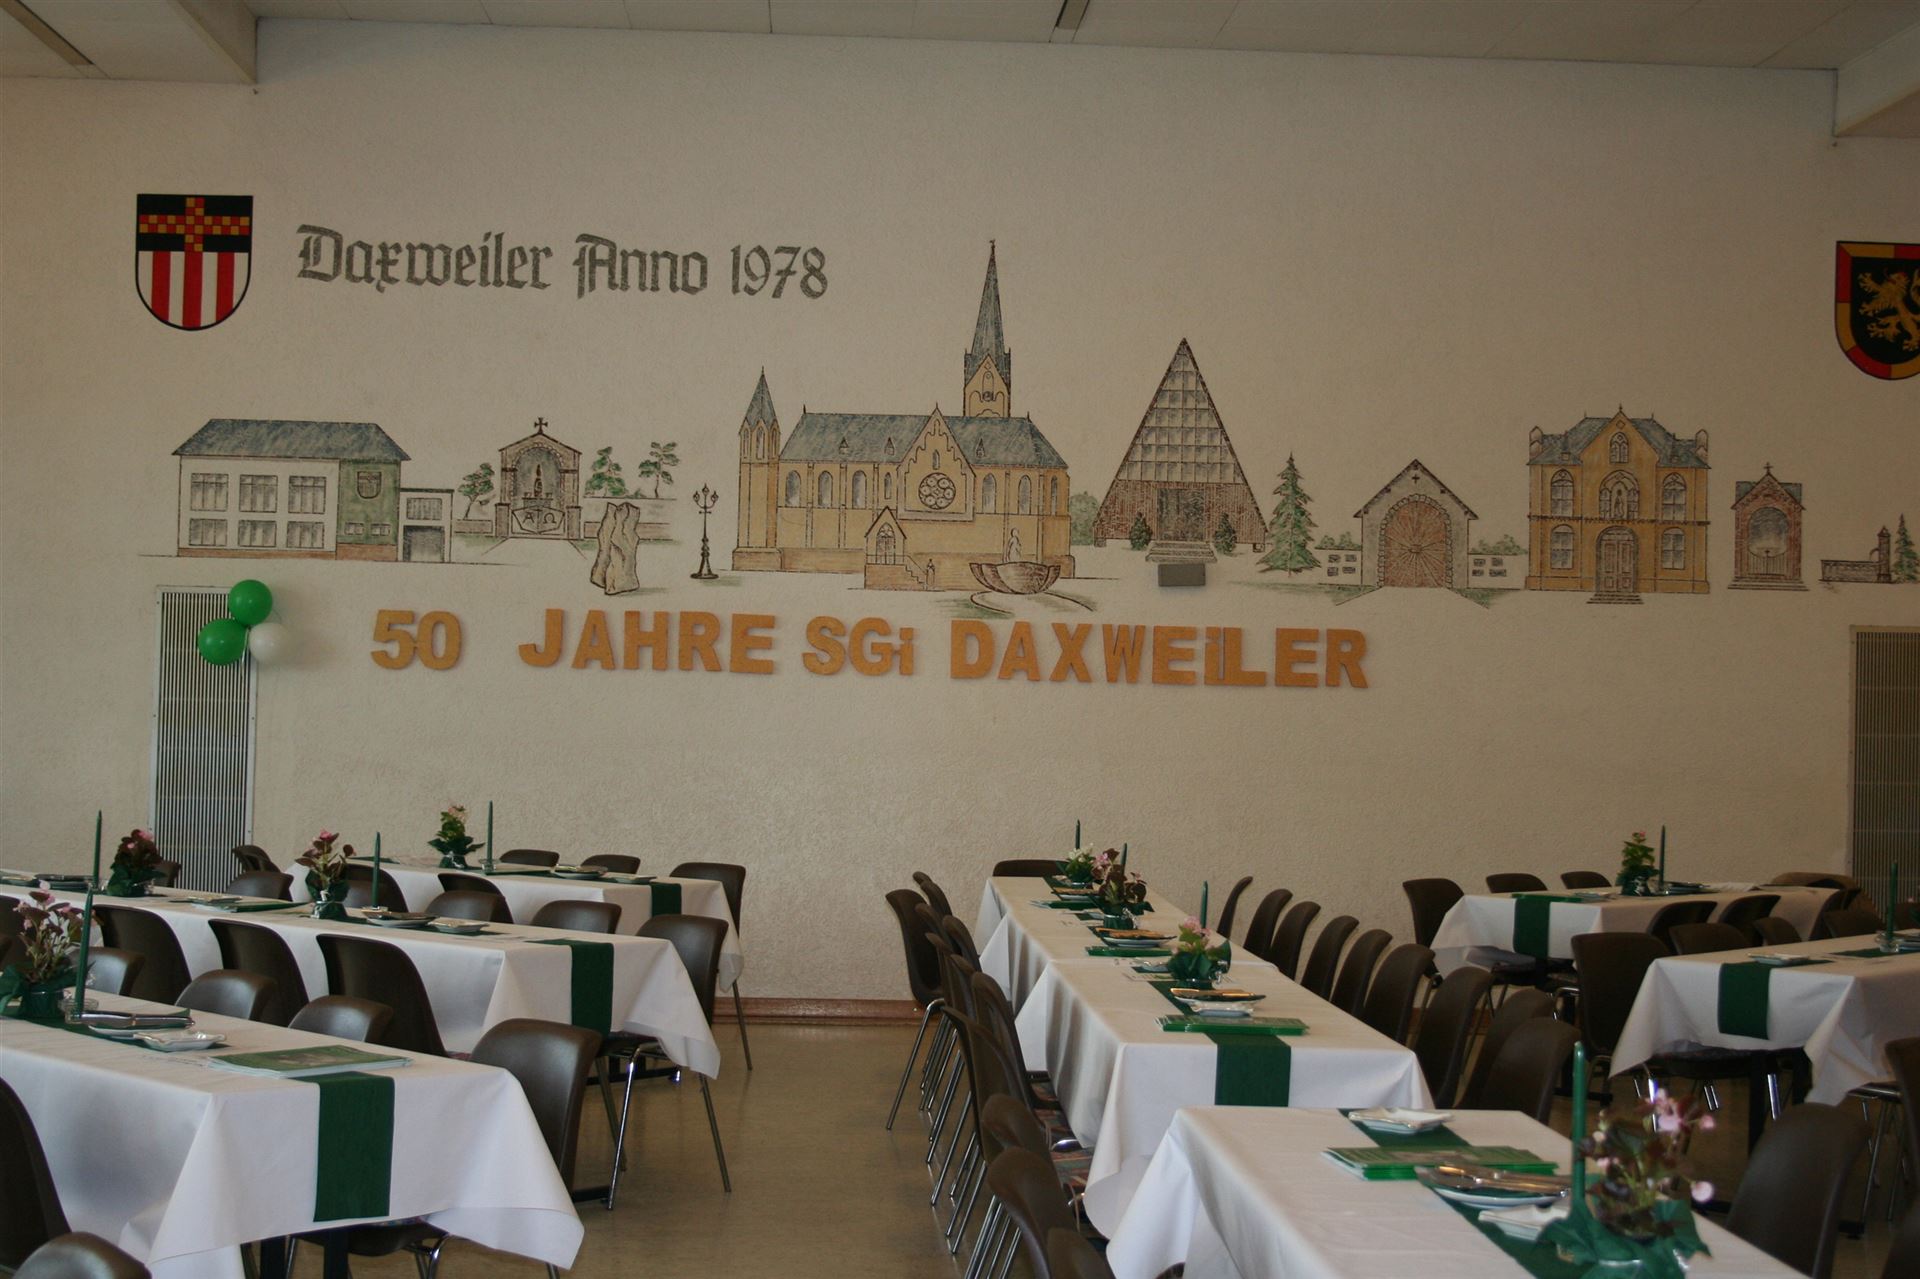 Daxweiler Anno 1978
A Ω
50 JAHRE SGi DAXWEiLER